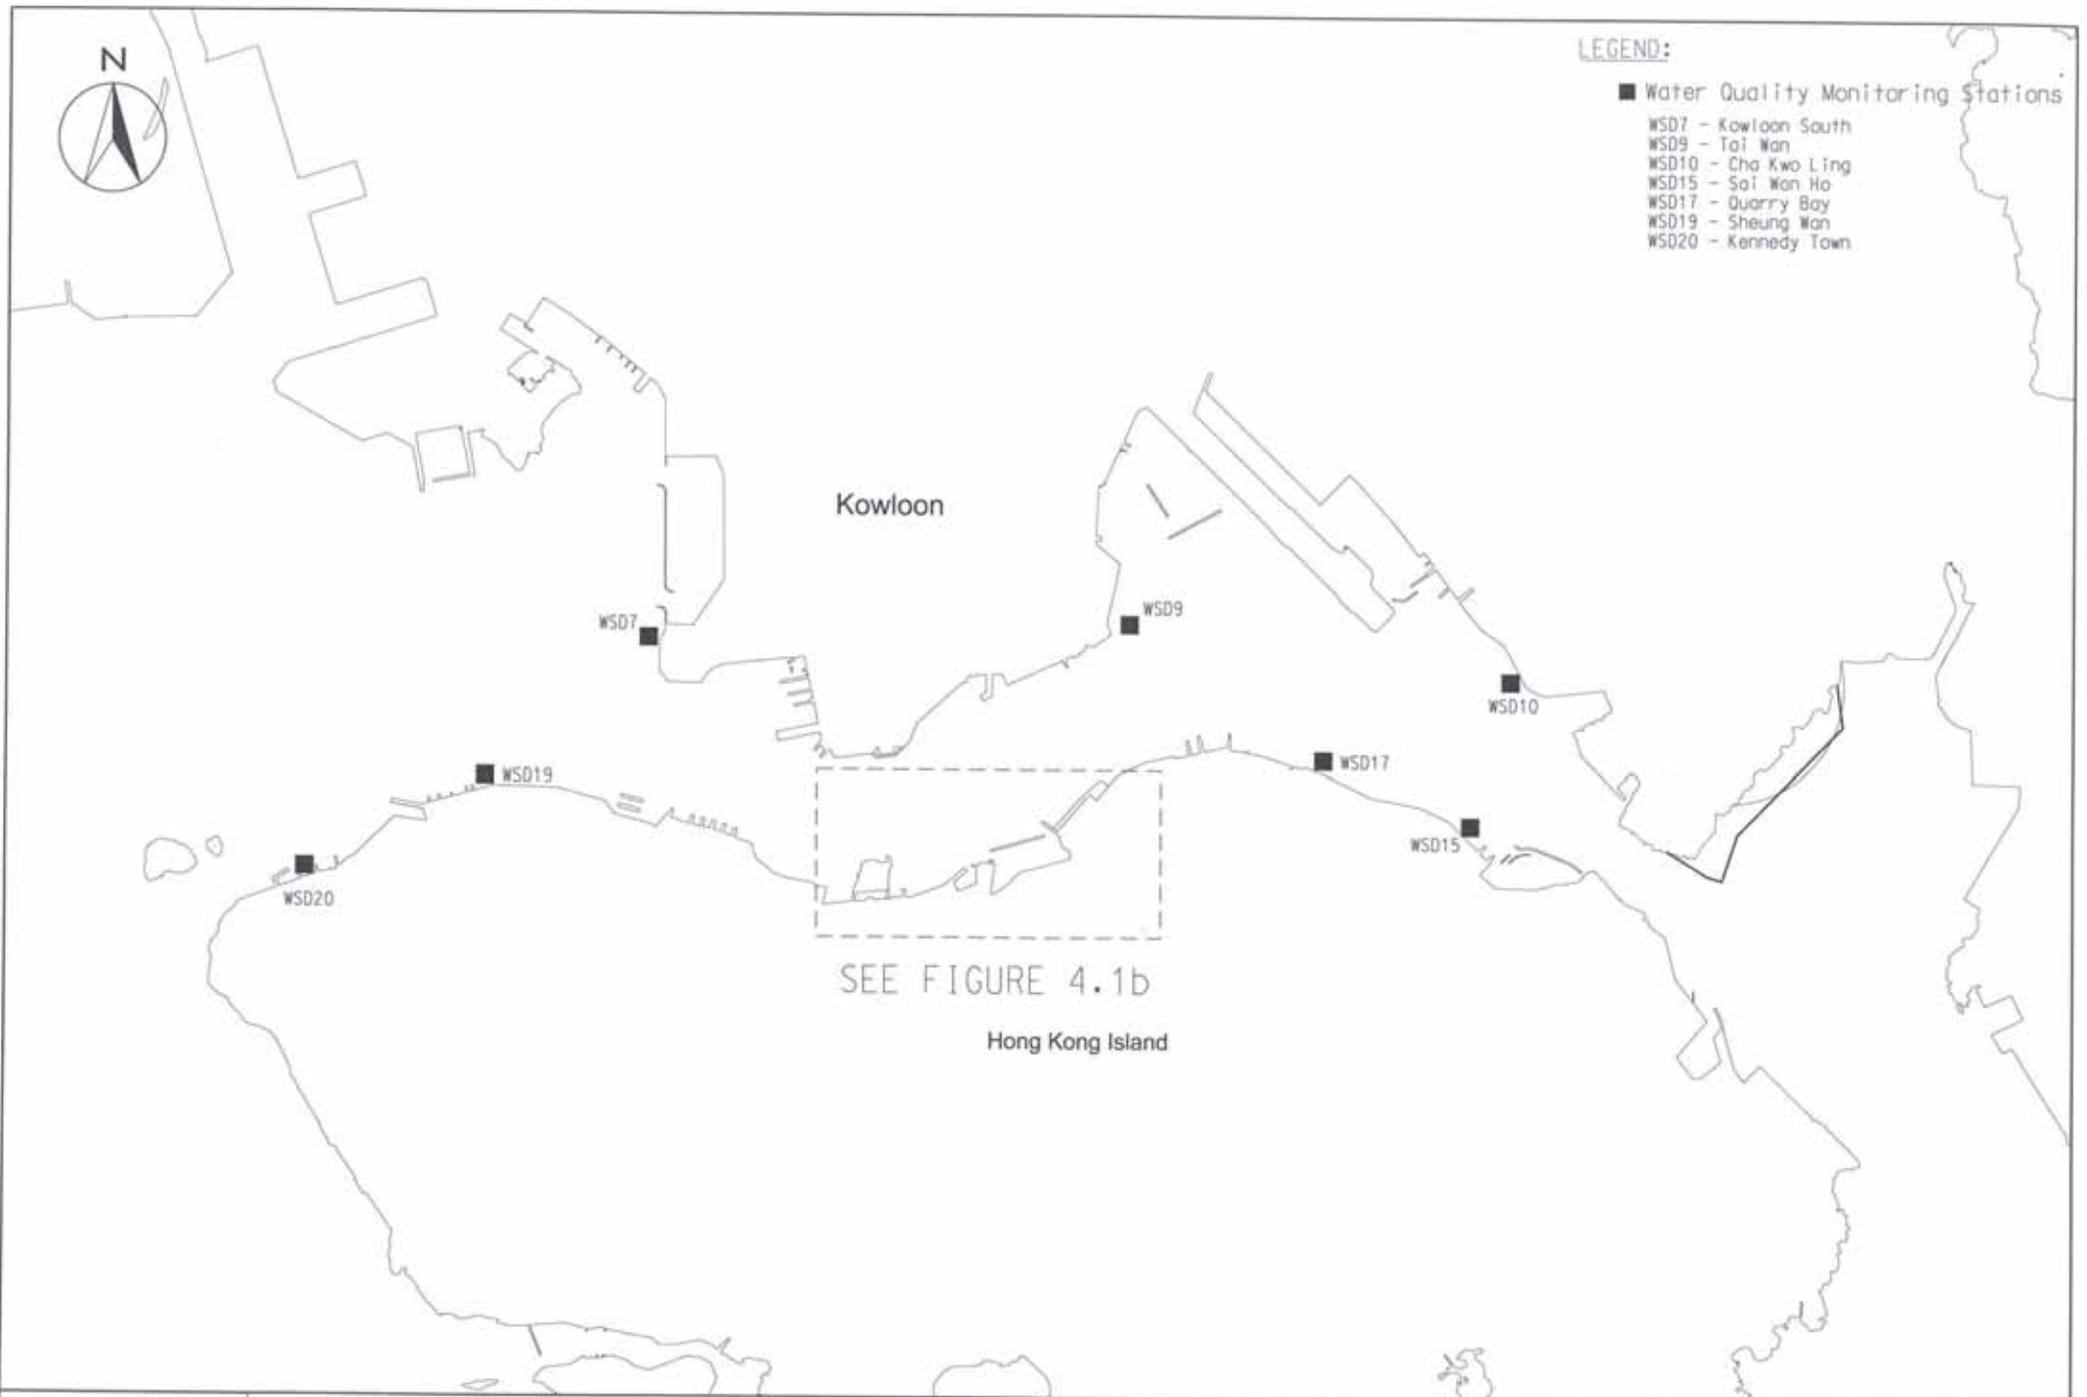 N
LEGEND:
Water Quality Monitoring Stations
WSD7 - Kowloon South
WSD9 - Tai Wan
WSD10 - Cha Kwo Ling
WSD15 - Sai Wan Ho
WSD17 - Quarry Bay
WSD19 - Sheung Wan
WSD20 - Kennedy Town
Kowloon
WSD7
WSD9
WSD10
WSD19
WSD17
WSD15
WSD20
SEE FIGURE 4.1b
Hong Kong Island